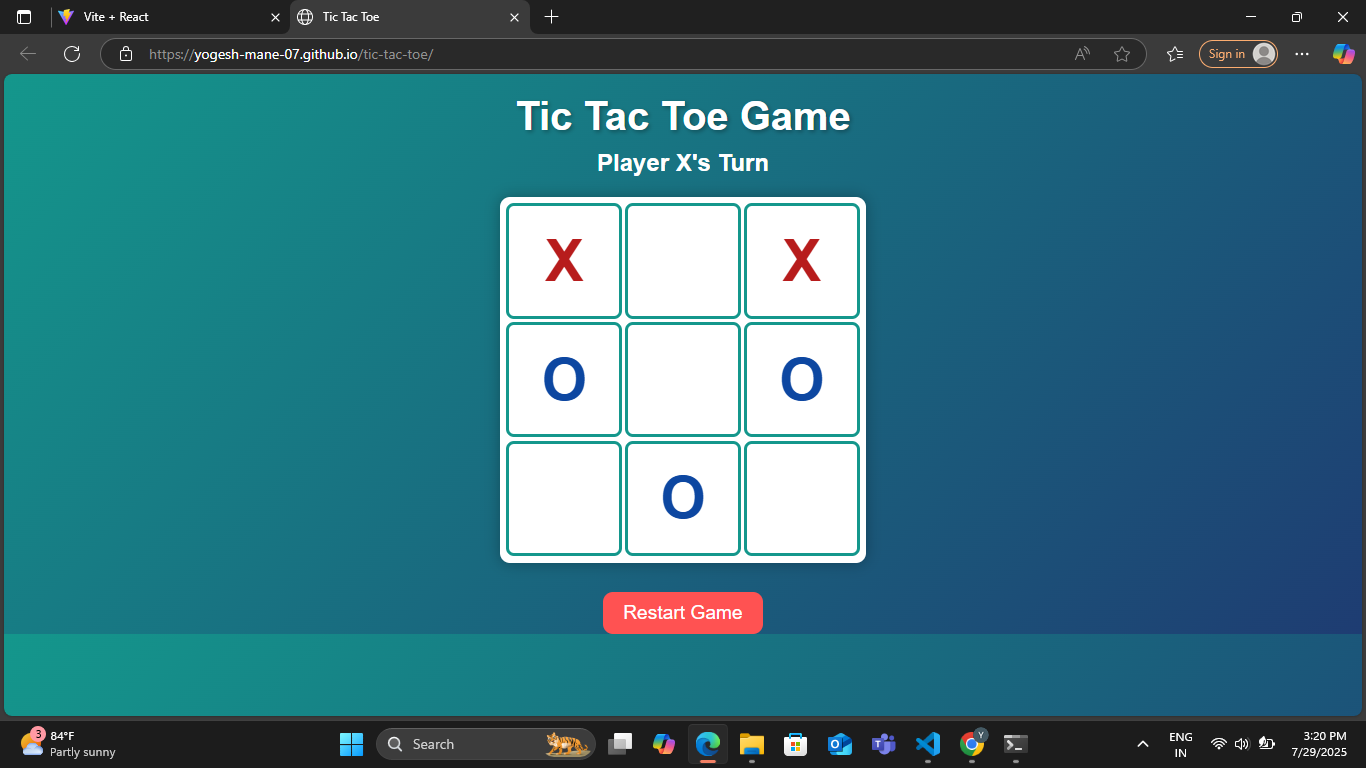 Vite + React
Tic Tac Toe
https://yogesh-mane-07.github.io/tic-tac-toe/
A
Sign in
Tic Tac Toe Game
Player X's Turn
X X
O O
O
Restart Game
3
84°F
Partly sunny
Search
Y
ENG
IN
3:20 PM
7/29/2025